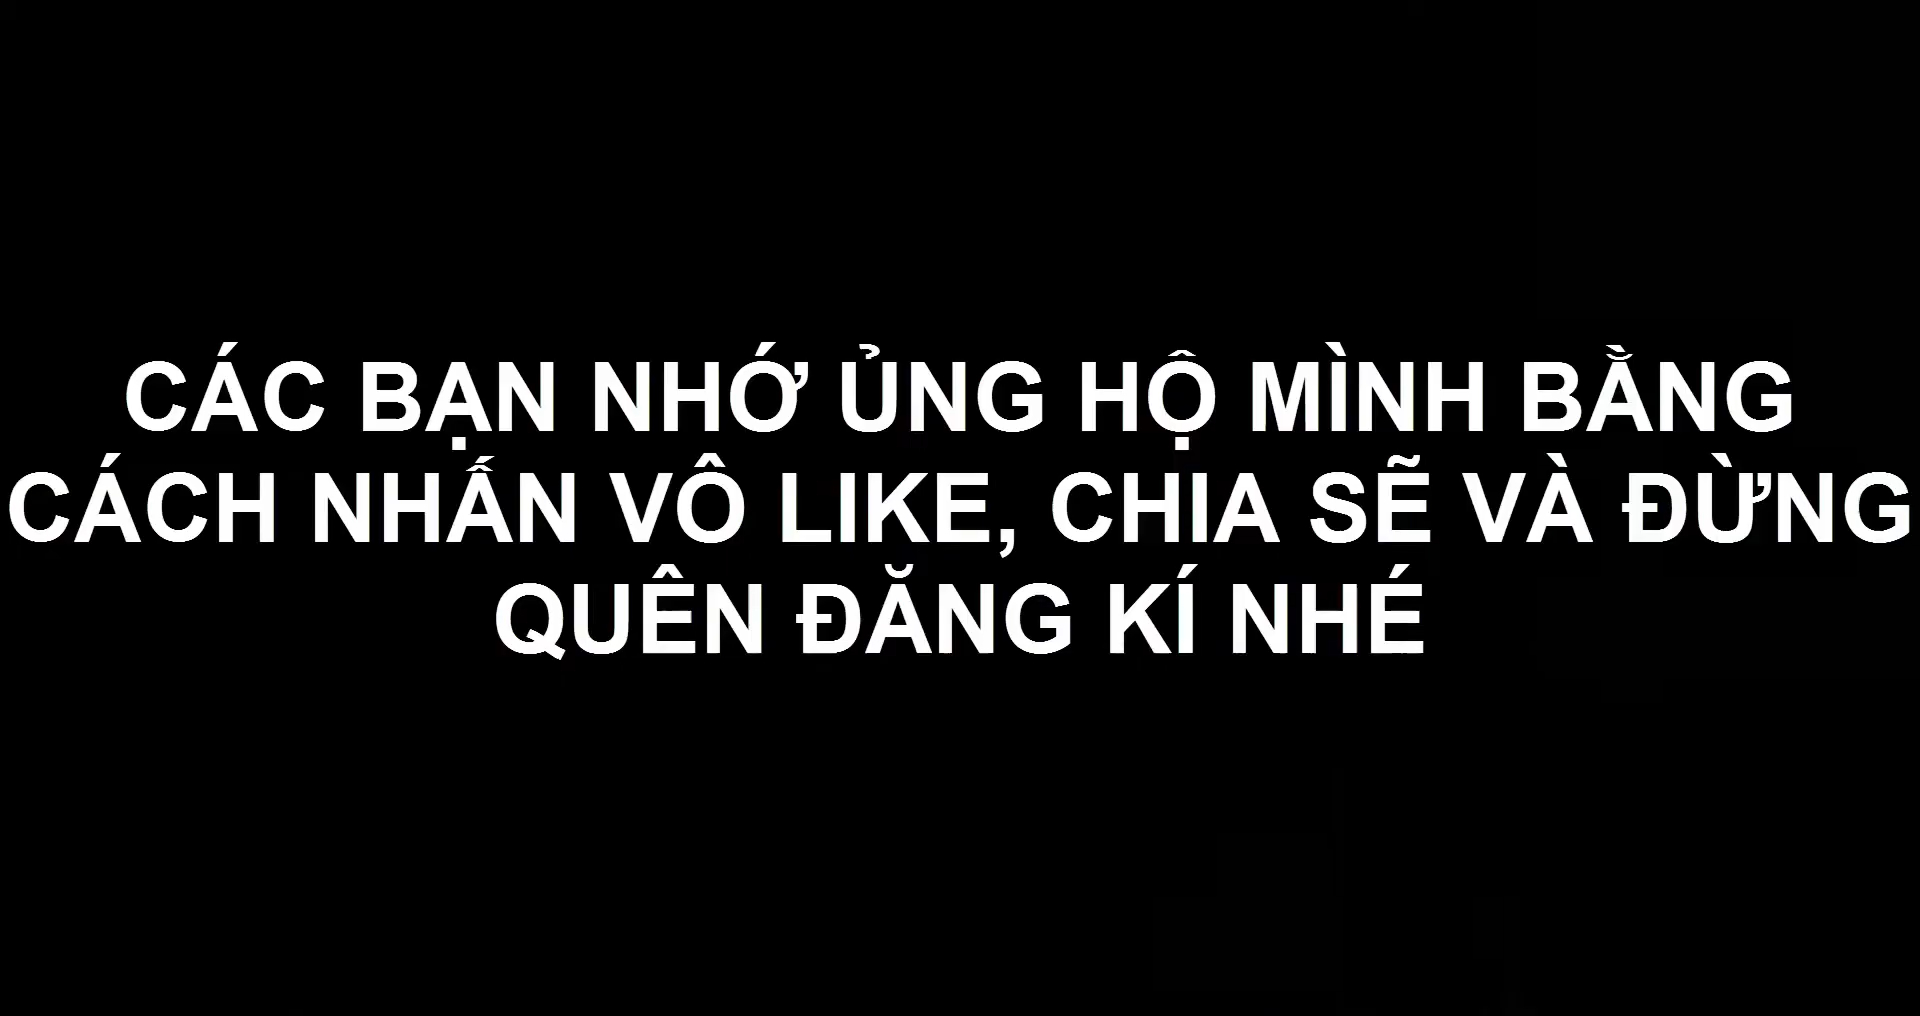 CÁC BẠN NHỚ ỦNG HỘ MÌNH BẰNG
CÁCH NHẤN VÔ LIKE, CHIA SẼ VÀ ĐỪNG
QUÊN ĐĂNG KÍ NHÉ